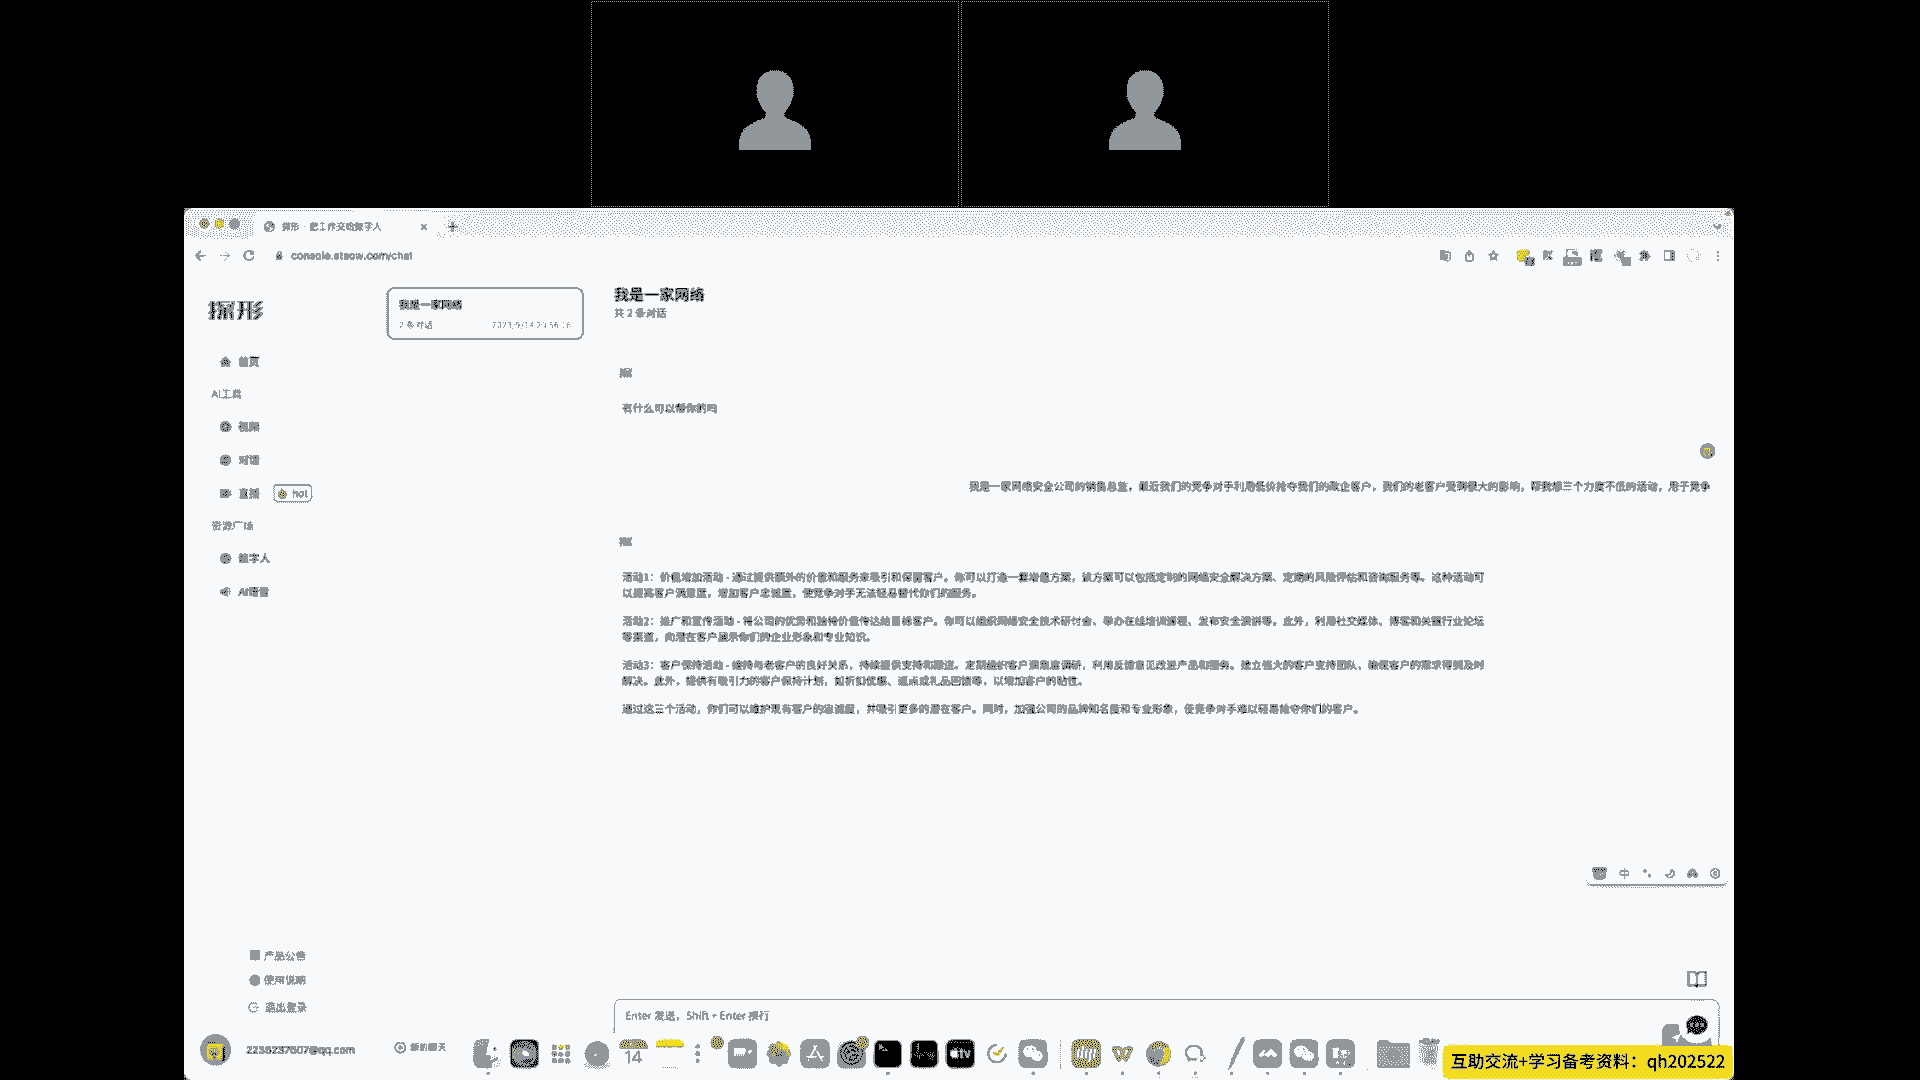 探形 · 把工作交给数字人
console.atsow.com/chat
探形
首页
AI工具
视频
对话
直播 hot
资源广场
数字人
AI语音
产品公告
使用说明
退出登录
2236237607@qq.com
新的聊天
我是一家网络
2 条对话
我是一家网络
共 2 条对话
探
有什么可以帮你的吗
我是一家网络安全公司的销售总监，最近我们的竞争对手利用低价抢夺我们的政企客户，我们的老客户受到很大的影响，帮我想三个力度不低的活动，用于竞争
探
活动1：价值增加活动 - 通过提供额外的价值和服务来吸引和保留客户。你可以打造一套增值方案，该方案可以包括定制的网络安全解决方案、定期的风险评估和咨询服务等。这种活动可
以提高客户满意度，增加客户忠诚度，使竞争对手无法轻易替代你们的服务。
活动2：推广和宣传活动 - 将公司的优势和独特价值传达给目标客户。你可以组织网络安全技术研讨会、举办在线培训课程、发布安全演讲等。此外，利用社交媒体、博客和关键行业论坛
等渠道，向潜在客户展示你们的企业形象和专业知识。
活动3：客户保持活动 - 维持与老客户的良好关系，持续提供支持和跟进。定期组织客户满意度调研，利用反馈意见改进产品和服务。建立强大的客户支持团队，确保客户的需求得到及时
解决。此外，提供有吸引力的客户保持计划，如折扣优惠、返点或礼品回馈等，以增加客户的粘性。
通过这三个活动，你们可以维护现有客户的忠诚度，并吸引更多的潜在客户。同时，加强公司的品牌知名度和专业形象，使竞争对手难以轻易抢夺你们的客户。
中
Enter 发送，Shift + Enter 换行
14
tv
互助交流+学习备考资料：qh202522